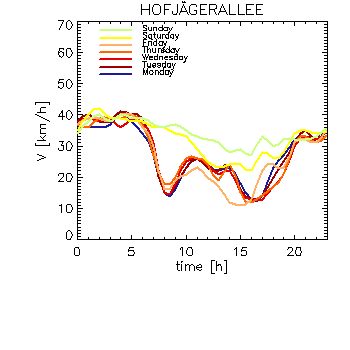 HOFJÄGERALLEE
70
60
50
40
30
20
10
0
V [km/h]
Sunday
Saturday
Friday
Thursday
Wednesday
Tuesday
Monday
0 5 10 15 20
time [h]